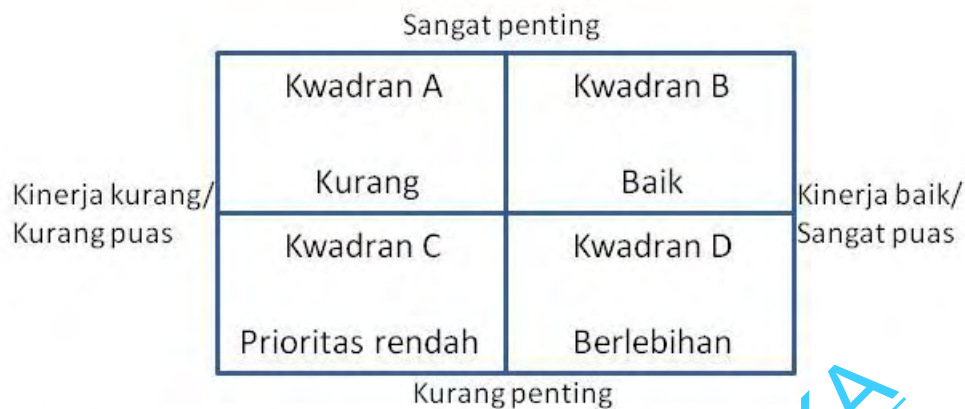 Sangat penting
Kwadran A
Kwadran B
Kurang
Baik
Kinerja kurang/
Kurang puas
Kinerja baik/
Sangat puas
Kwadran C
Kwadran D
Prioritas rendah
Berlebihan
Kurang penting
A